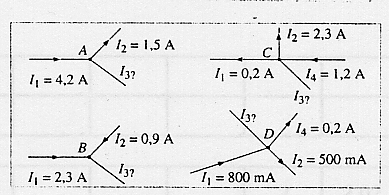 A
I₂ = 1,5 A
I₁ = 4,2 A
I₃?
I₂ = 2,3 A
C
I₁ = 0,2 A
I₄ = 1,2 A
I₃?
B
I₂ = 0,9 A
I₁ = 2,3 A
I₃?
I₃?
D
I₄ = 0,2 A
I₂ = 500 mA
I₁ = 800 mA